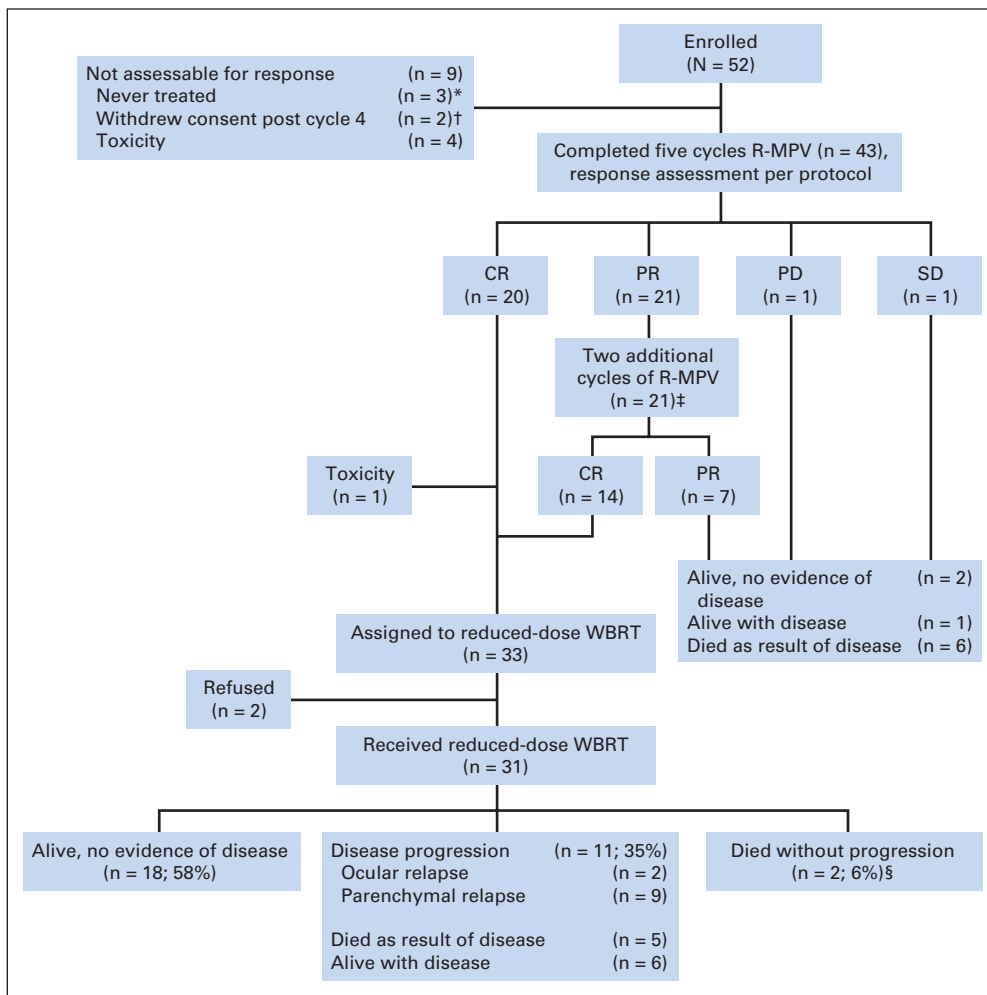 Enrolled
(N = 52)
Not assessable for response (n = 9)
Never treated (n = 3)*
Withdrew consent post cycle 4 (n = 2)†
Toxicity (n = 4)
Completed five cycles R-MPV (n = 43),
response assessment per protocol
CR
(n = 20)
PR
(n = 21)
PD
(n = 1)
SD
(n = 1)
Two additional
cycles of R-MPV
(n = 21)‡
Toxicity
(n = 1)
CR
(n = 14)
PR
(n = 7)
Alive, no evidence of (n = 2)
disease
Alive with disease (n = 1)
Died as result of disease (n = 6)
Assigned to reduced-dose WBRT
(n = 33)
Refused
(n = 2)
Received reduced-dose WBRT
(n = 31)
Alive, no evidence of disease
(n = 18; 58%)
Disease progression (n = 11; 35%)
Ocular relapse (n = 2)
Parenchymal relapse (n = 9)
Died as result of disease (n = 5)
Alive with disease (n = 6)
Died without progression
(n = 2; 6%)§